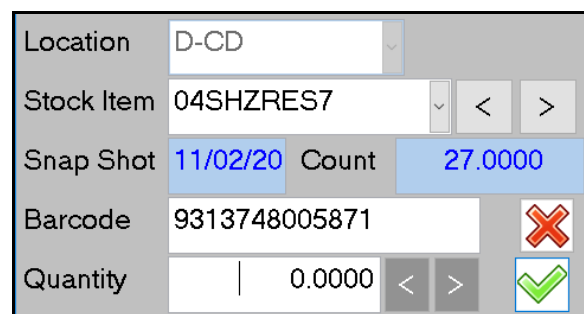 Location D-CD
Stock Item 04SHZRES7 < >
Snap Shot 11/02/20 Count 27.0000
Barcode 9313748005871
Quantity 0.0000 < >